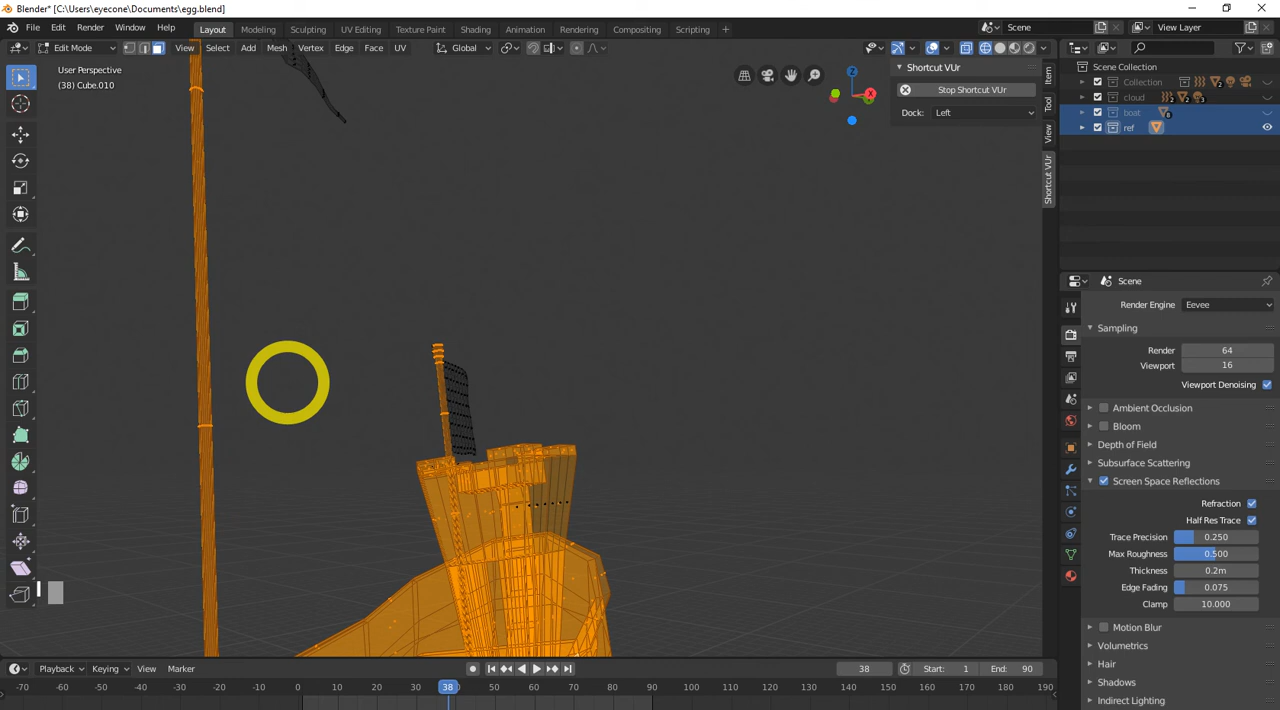 Blender* [C:\Users\eyecone\Documents\egg.blend]
File Edit Render Window Help Layout Modeling Sculpting UV Editing Texture Paint Shading Animation Rendering Compositing Scripting + Scene View Layer
Edit Mode View Select Add Mesh Vertex Edge Face UV Global
User Perspective
(38) Cube.010
Z
X
Shortcut VUr
Stop Shortcut VUr
Dock: Left
Item
Tool
View
Shortcut VUr
Scene Collection
Collection 2
cloud 2 2 3
boat 8
ref
Scene
Render Engine Eevee
Sampling
Render 64
Viewport 16
Viewport Denoising
Ambient Occlusion
Bloom
Depth of Field
Subsurface Scattering
Screen Space Reflections
Refraction
Half Res Trace
Trace Precision 0.250
Max Roughness 0.500
Thickness 0.2m
Edge Fading 0.075
Clamp 10.000
Motion Blur
Volumetrics
Hair
Shadows
Indirect Lighting
Playback Keying View Marker 38 Start: 1 End: 90
-70 -60 -50 -40 -30 -20 -10 0 10 20 30 38 50 60 70 80 90 100 110 120 130 140 150 160 170 180 190